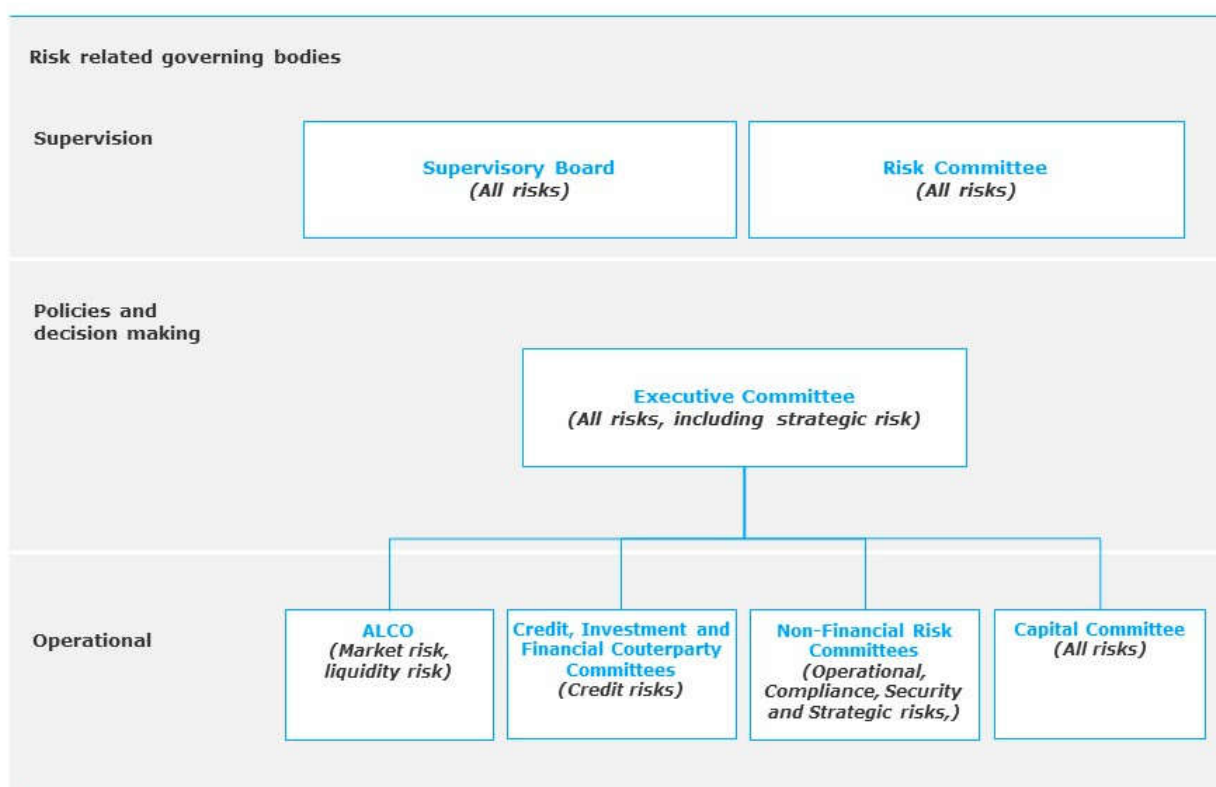 Risk related governing bodies
Supervision
Supervisory Board
(All risks)
Risk Committee
(All risks)
Policies and
decision making
Executive Committee
(All risks, including strategic risk)
Operational
ALCO
(Market risk,
liquidity risk)
Credit, Investment and
Financial Couterparty
Committees
(Credit risks)
Non-Financial Risk
Committees
(Operational,
Compliance, Security
and Strategic risks,)
Capital Committee
(All risks)